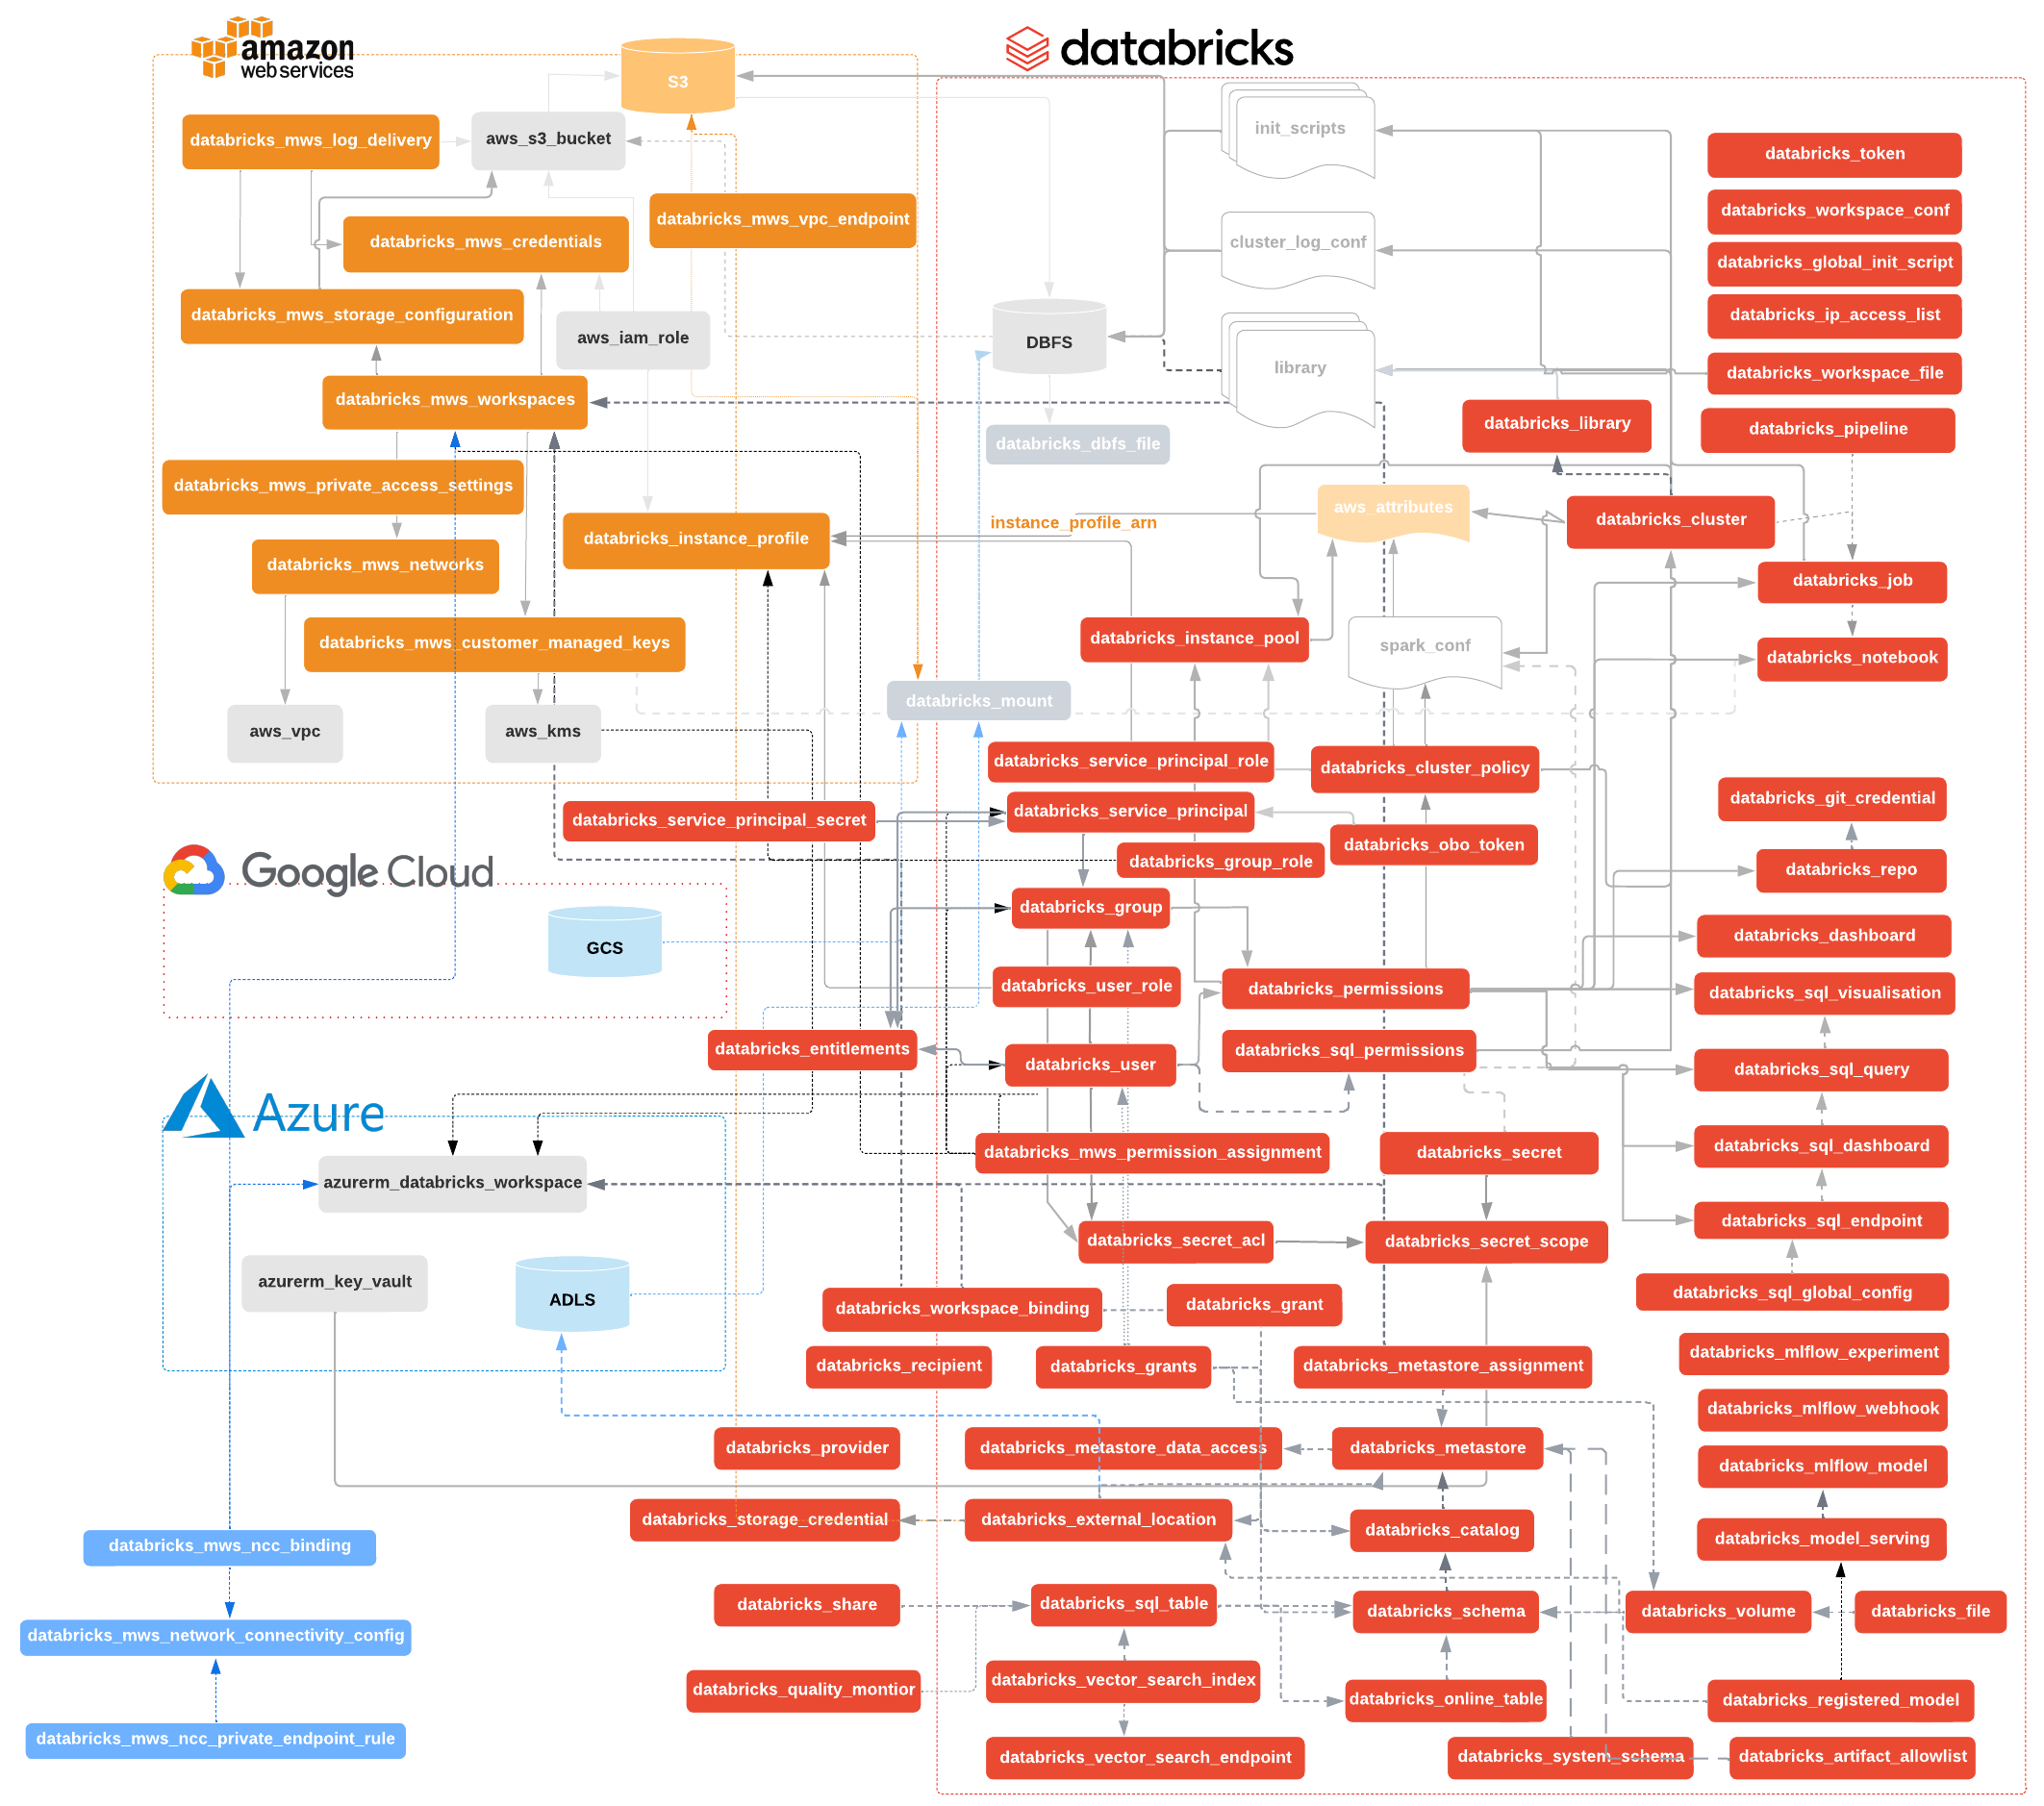 amazon
web services
databricks
S3
databricks_mws_log_delivery
aws_s3_bucket
init_scripts
databricks_token
databricks_mws_vpc_endpoint
databricks_workspace_conf
databricks_mws_credentials
cluster_log_conf
databricks_global_init_script
databricks_mws_storage_configuration
aws_iam_role
DBFS
databricks_ip_access_list
library
databricks_workspace_file
databricks_mws_workspaces
databricks_dbfs_file
databricks_library
databricks_pipeline
databricks_mws_private_access_settings
instance_profile_arn
aws_attributes
databricks_cluster
databricks_instance_profile
databricks_mws_networks
databricks_job
databricks_mws_customer_managed_keys
databricks_instance_pool
spark_conf
databricks_notebook
databricks_mount
aws_vpc
aws_kms
databricks_service_principal_role
databricks_cluster_policy
databricks_git_credential
databricks_service_principal_secret
databricks_service_principal
databricks_obo_token
databricks_group_role
databricks_repo
Google Cloud
databricks_group
GCS
databricks_dashboard
databricks_user_role
databricks_permissions
databricks_sql_visualisation
databricks_entitlements
databricks_user
databricks_sql_permissions
databricks_sql_query
Azure
databricks_mws_permission_assignment
databricks_secret
databricks_sql_dashboard
azurerm_databricks_workspace
databricks_secret_acl
databricks_secret_scope
databricks_sql_endpoint
azurerm_key_vault
ADLS
databricks_workspace_binding
databricks_grant
databricks_sql_global_config
databricks_recipient
databricks_grants
databricks_metastore_assignment
databricks_mlflow_experiment
databricks_mlflow_webhook
databricks_provider
databricks_metastore_data_access
databricks_metastore
databricks_mlflow_model
databricks_storage_credential
databricks_external_location
databricks_catalog
databricks_model_serving
databricks_mws_ncc_binding
databricks_share
databricks_sql_table
databricks_schema
databricks_volume
databricks_file
databricks_mws_network_connectivity_config
databricks_quality_montior
databricks_vector_search_index
databricks_online_table
databricks_registered_model
databricks_mws_ncc_private_endpoint_rule
databricks_vector_search_endpoint
databricks_system_schema
databricks_artifact_allowlist